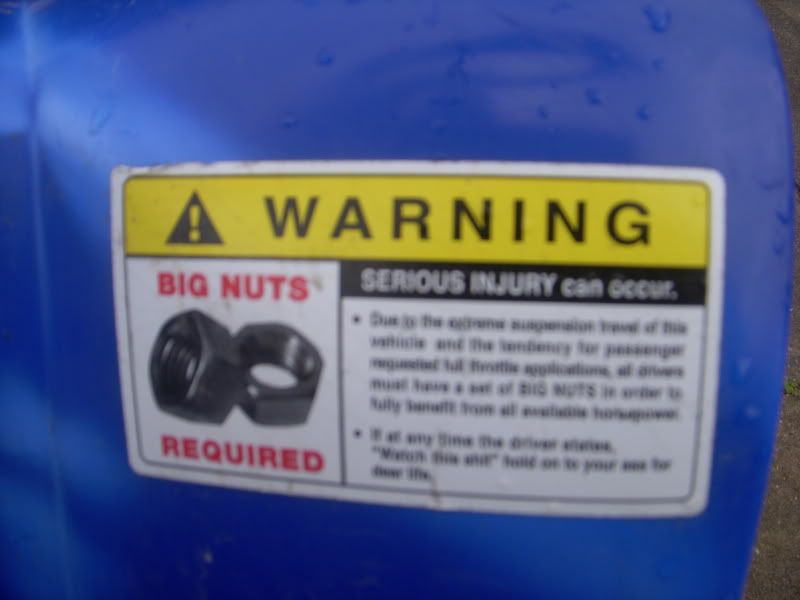 WARNING
BIG NUTS
REQUIRED
SERIOUS INJURY can occur.
• Due to the extreme suspension travel of this
vehicle and the tendency for passenger
requested full throttle applications, all drivers
must have a set of BIG NUTS in order to
fully benefit from all available horsepower.
• If at any time the driver states,
"Watch this shit" hold on to your ass for
dear life.